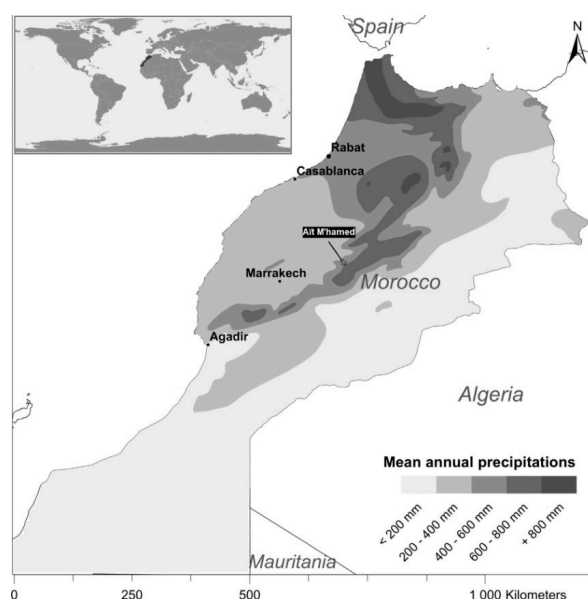 Spain
N
Rabat
Casablanca
Aït M'hamed
Marrakech
Morocco
Agadir
Algeria
Mean annual precipitations
< 200 mm
200 - 400 mm
400 - 600 mm
600 - 800 mm
+ 800 mm
Mauritania
0 250 500 1 000 Kilometers